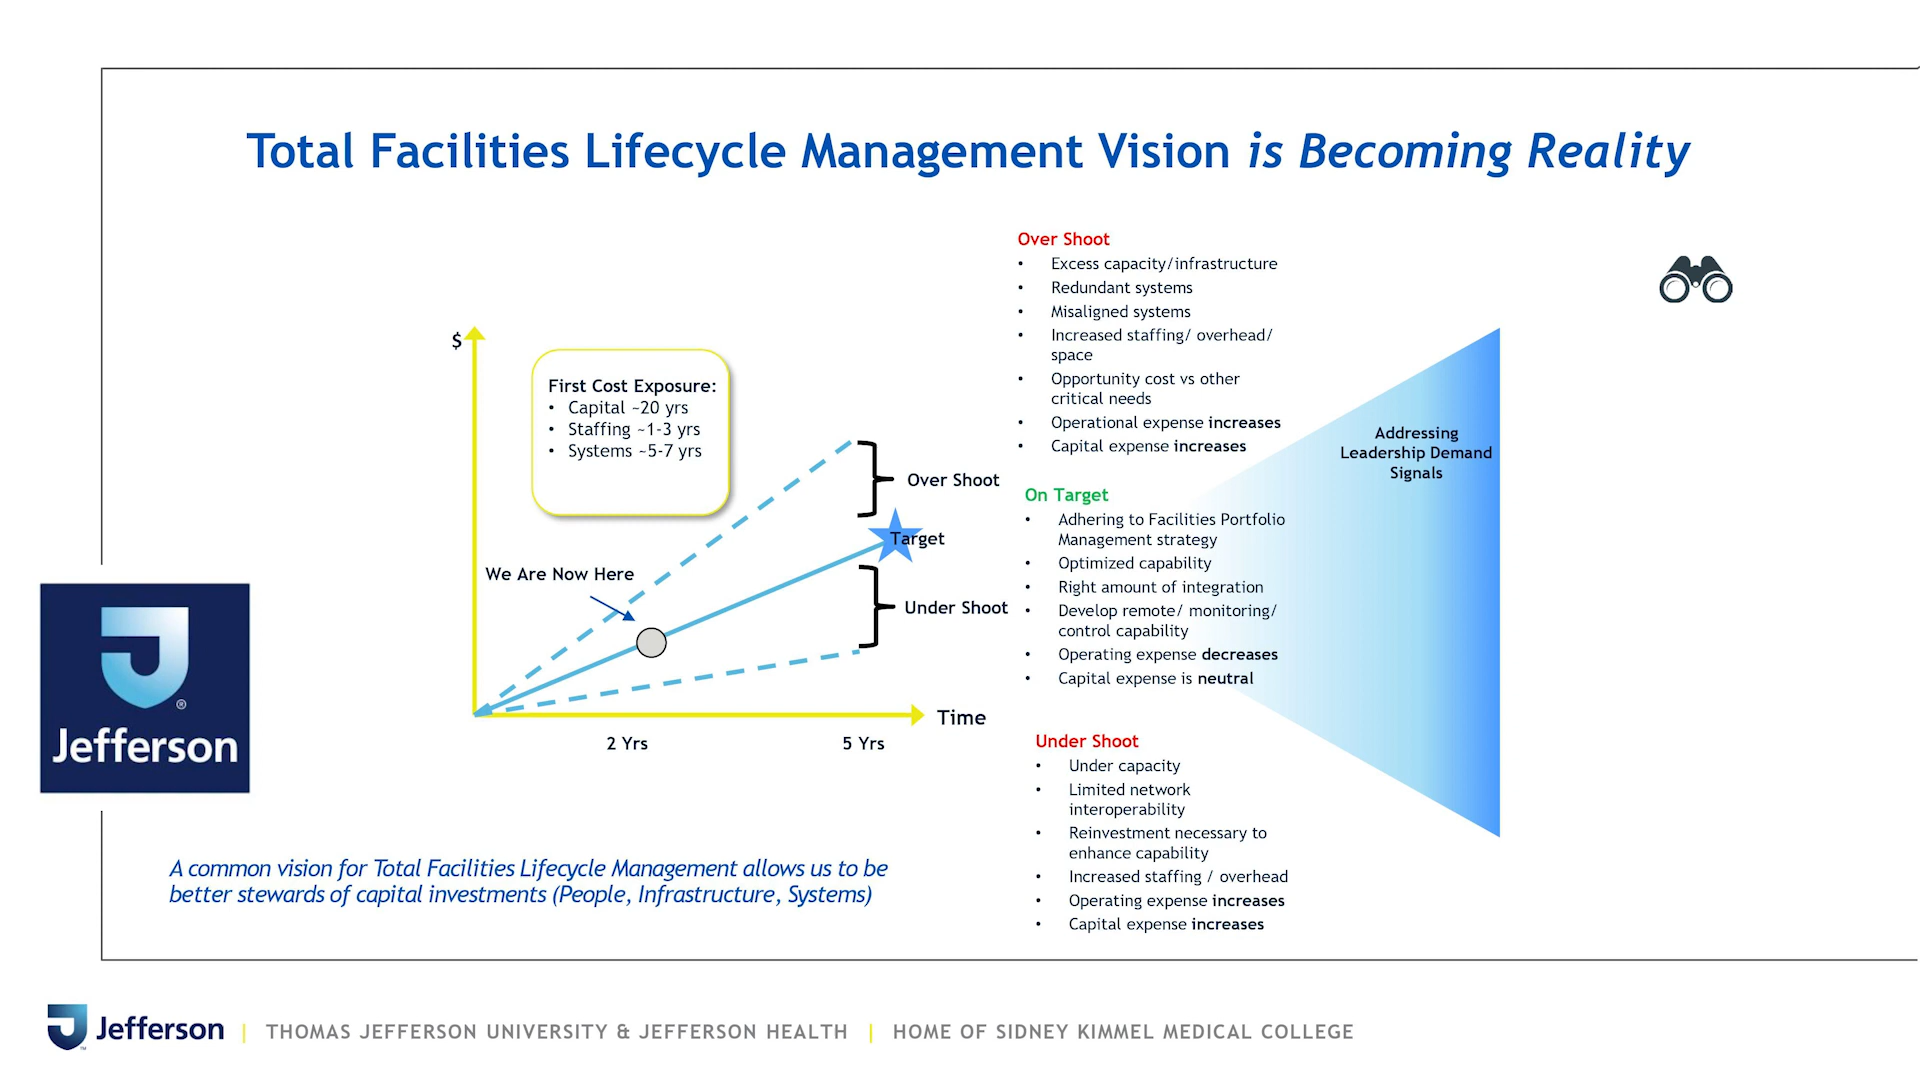 Total Facilities Lifecycle Management Vision is Becoming Reality
$
First Cost Exposure:
• Capital ~20 yrs
• Staffing ~1-3 yrs
• Systems ~5-7 yrs
We Are Now Here
Over Shoot
Target
Under Shoot
Time
2 Yrs
5 Yrs
Over Shoot
• Excess capacity/infrastructure
• Redundant systems
• Misaligned systems
• Increased staffing/ overhead/
space
• Opportunity cost vs other
critical needs
• Operational expense increases
• Capital expense increases
On Target
• Adhering to Facilities Portfolio
Management strategy
• Optimized capability
• Right amount of integration
• Develop remote/ monitoring/
control capability
• Operating expense decreases
• Capital expense is neutral
Under Shoot
• Under capacity
• Limited network
interoperability
• Reinvestment necessary to
enhance capability
• Increased staffing / overhead
• Operating expense increases
• Capital expense increases
Addressing
Leadership Demand
Signals
J®
Jefferson
A common vision for Total Facilities Lifecycle Management allows us to be
better stewards of capital investments (People, Infrastructure, Systems)
Jefferson | THOMAS JEFFERSON UNIVERSITY & JEFFERSON HEALTH | HOME OF SIDNEY KIMMEL MEDICAL COLLEGE